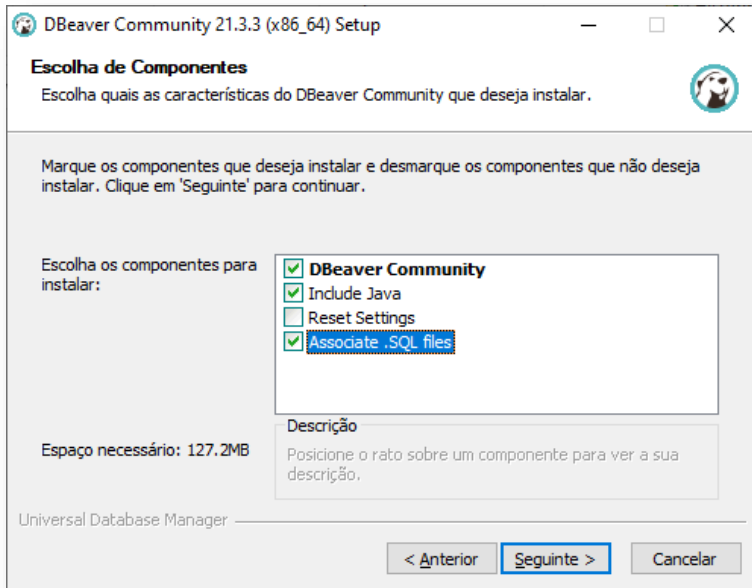 DBeaver Community 21.3.3 (x86_64) Setup
Escolha de Componentes
Escolha quais as características do DBeaver Community que deseja instalar.
Marque os componentes que deseja instalar e desmarque os componentes que não deseja
instalar. Clique em 'Seguinte' para continuar.
Escolha os componentes para
instalar:
DBeaver Community
Include Java
Reset Settings
Associate .SQL files
Espaço necessário: 127.2MB
Descrição
Posicione o rato sobre um componente para ver a sua
descrição.
Universal Database Manager
< Anterior
Seguinte >
Cancelar